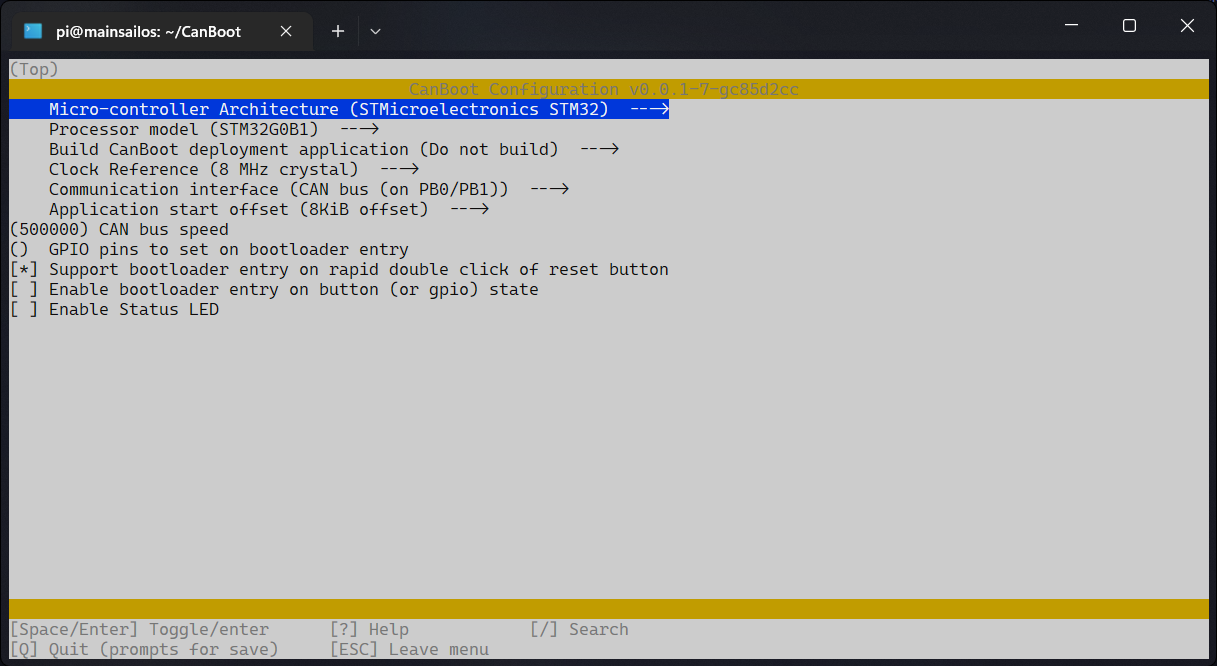 pi@mainsailos: ~/CanBoot
(Top)
CanBoot Configuration v0.0.1-7-gc85d2cc
Micro-controller Architecture (STMicroelectronics STM32)  --->
Processor model (STM32G0B1)  --->
Build CanBoot deployment application (Do not build)  --->
Clock Reference (8 MHz crystal)  --->
Communication interface (CAN bus (on PB0/PB1))  --->
Application start offset (8KiB offset)  --->
(500000) CAN bus speed
()  GPIO pins to set on bootloader entry
[*] Support bootloader entry on rapid double click of reset button
[ ] Enable bootloader entry on button (or gpio) state
[ ] Enable Status LED
[Space/Enter] Toggle/enter      [?] Help            [/] Search
[Q] Quit (prompts for save)     [ESC] Leave menu